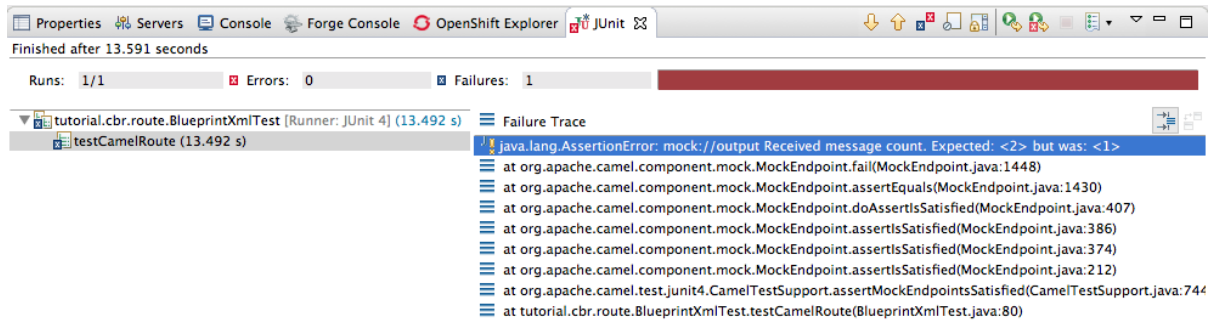 Properties Servers Console Forge Console OpenShift Explorer JUnit
Finished after 13.591 seconds
Runs: 1/1 Errors: 0 Failures: 1
tutorial.cbr.route.BlueprintXmlTest [Runner: JUnit 4] (13.492 s)
testCamelRoute (13.492 s)
Failure Trace
java.lang.AssertionError: mock://output Received message count. Expected: <2> but was: <1>
at org.apache.camel.component.mock.MockEndpoint.fail(MockEndpoint.java:1448)
at org.apache.camel.component.mock.MockEndpoint.assertEquals(MockEndpoint.java:1430)
at org.apache.camel.component.mock.MockEndpoint.doAssertIsSatisfied(MockEndpoint.java:407)
at org.apache.camel.component.mock.MockEndpoint.assertIsSatisfied(MockEndpoint.java:386)
at org.apache.camel.component.mock.MockEndpoint.assertIsSatisfied(MockEndpoint.java:374)
at org.apache.camel.component.mock.MockEndpoint.assertIsSatisfied(MockEndpoint.java:212)
at org.apache.camel.test.junit4.CamelTestSupport.assertMockEndpointsSatisfied(CamelTestSupport.java:744
at tutorial.cbr.route.BlueprintXmlTest.testCamelRoute(BlueprintXmlTest.java:80)